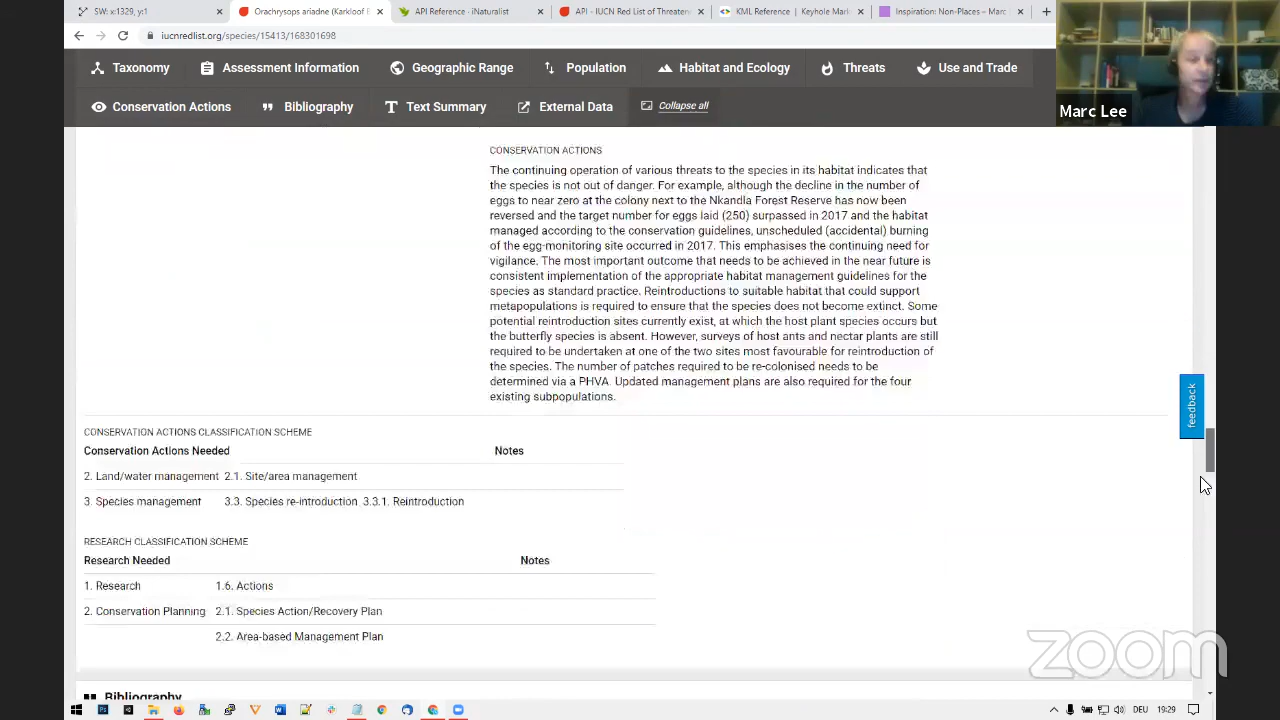 SW: x:1329, y:1
Orachrysops ariadne (Karkloof B
API Reference · iNaturalist
API - IUCN Red List of Threaten
KML Reference | Keyhole Mark
Inspiration: Non-Places – Marc
iucnredlist.org/species/15413/168301698
Taxonomy
Assessment Information
Geographic Range
Population
Habitat and Ecology
Threats
Use and Trade
Conservation Actions
Bibliography
Text Summary
External Data
Collapse all
Marc Lee
CONSERVATION ACTIONS
The continuing operation of various threats to the species in its habitat indicates that
the species is not out of danger. For example, although the decline in the number of
eggs to near zero at the colony next to the Nkandla Forest Reserve has now been
reversed and the target number for eggs laid (250) surpassed in 2017 and the habitat
managed according to the conservation guidelines, unscheduled (accidental) burning
of the egg-monitoring site occurred in 2017. This emphasises the continuing need for
vigilance. The most important outcome that needs to be achieved in the near future is
consistent implementation of the appropriate habitat management guidelines for the
species as standard practice. Reintroductions to suitable habitat that could support
metapopulations is required to ensure that the species does not become extinct. Some
potential reintroduction sites currently exist, at which the host plant species occurs but
the butterfly species is absent. However, surveys of host ants and nectar plants are still
required to be undertaken at one of the two sites most favourable for reintroduction of
the species. The number of patches required to be re-colonised needs to be
determined via a PHVA. Updated management plans are also required for the four
existing subpopulations.
feedback
CONSERVATION ACTIONS CLASSIFICATION SCHEME
Conservation Actions Needed Notes
2. Land/water management 2.1. Site/area management
3. Species management 3.3. Species re-introduction 3.3.1. Reintroduction
RESEARCH CLASSIFICATION SCHEME
Research Needed Notes
1. Research 1.6. Actions
2. Conservation Planning 2.1. Species Action/Recovery Plan
2.2. Area-based Management Plan
zoom
Bibliography
DEU 19:29